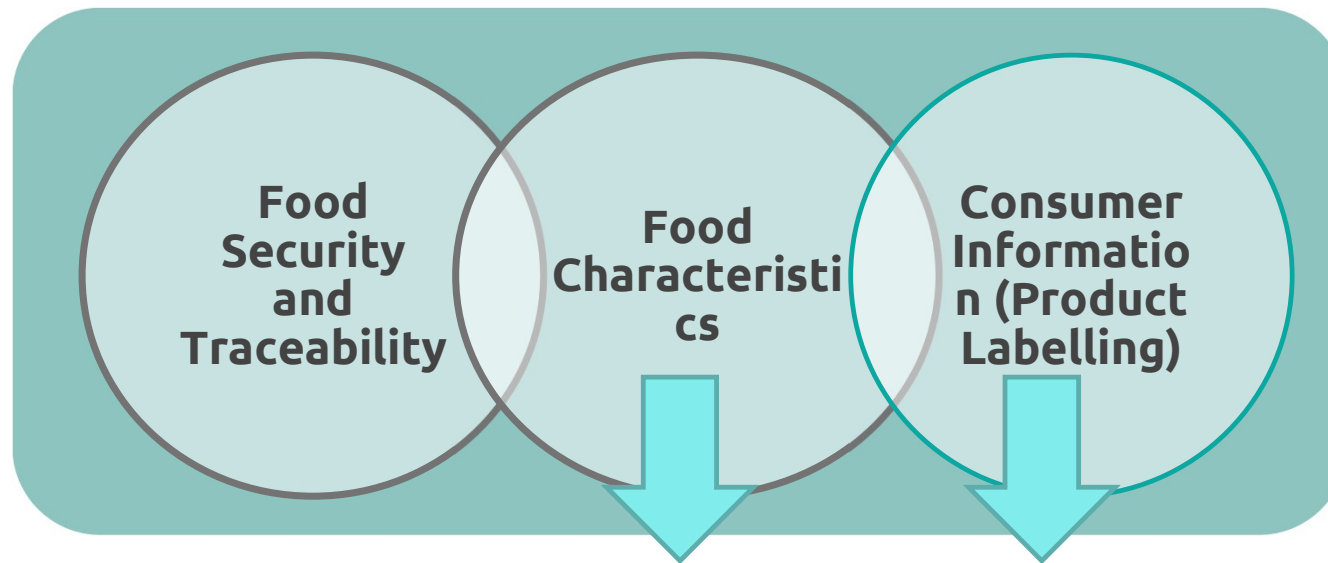 Food
Security
and
Traceability
Food
Characteristi
cs
Consumer
Informatio
n (Product
Labelling)